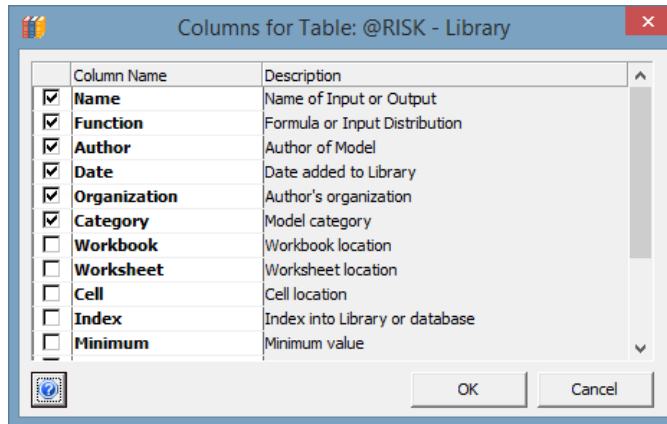 Columns for Table: @RISK - Library
Column Name Description
Name Name of Input or Output
Function Formula or Input Distribution
Author Author of Model
Date Date added to Library
Organization Author's organization
Category Model category
Workbook Workbook location
Worksheet Worksheet location
Cell Cell location
Index Index into Library or database
Minimum Minimum value
OK Cancel